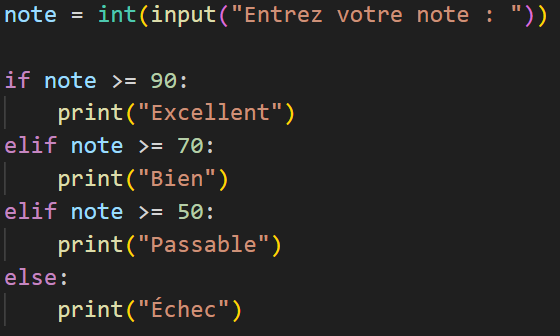 note = int(input("Entrez votre note : "))
if note >= 90:
    print("Excellent")
elif note >= 70:
    print("Bien")
elif note >= 50:
    print("Passable")
else:
    print("Échec")